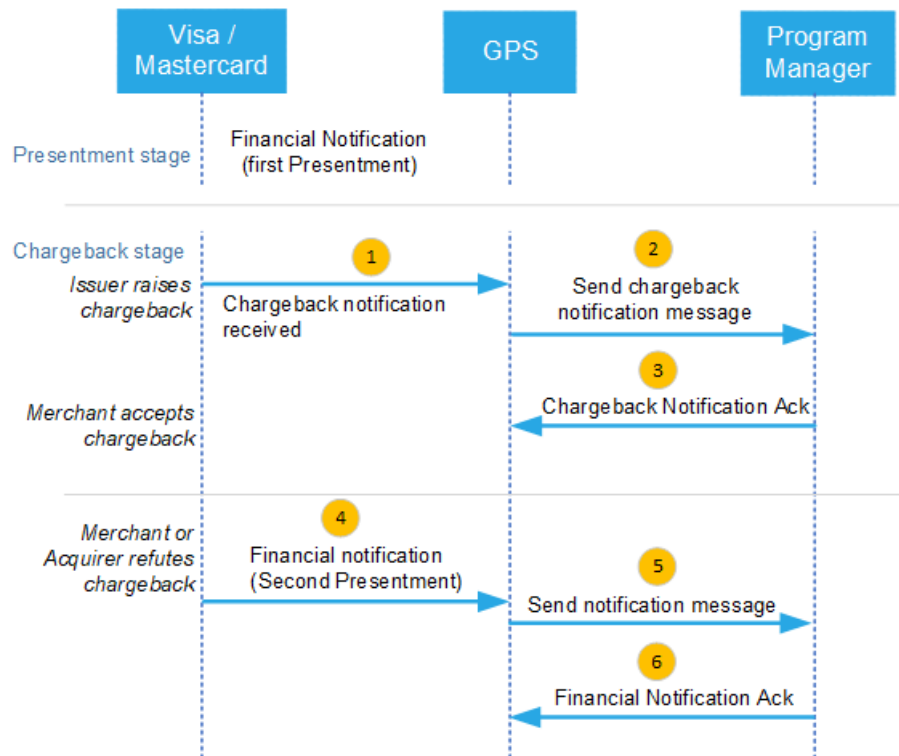 Visa /
Mastercard
GPS
Program
Manager
Presentment stage
Financial Notification
(first Presentment)
Chargeback stage
Issuer raises
chargeback
1
Chargeback notification
received
2
Send chargeback
notification message
3
Chargeback Notification Ack
Merchant accepts
chargeback
Merchant or
Acquirer refutes
chargeback
4
Financial notification
(Second Presentment)
5
Send notification message
6
Financial Notification Ack